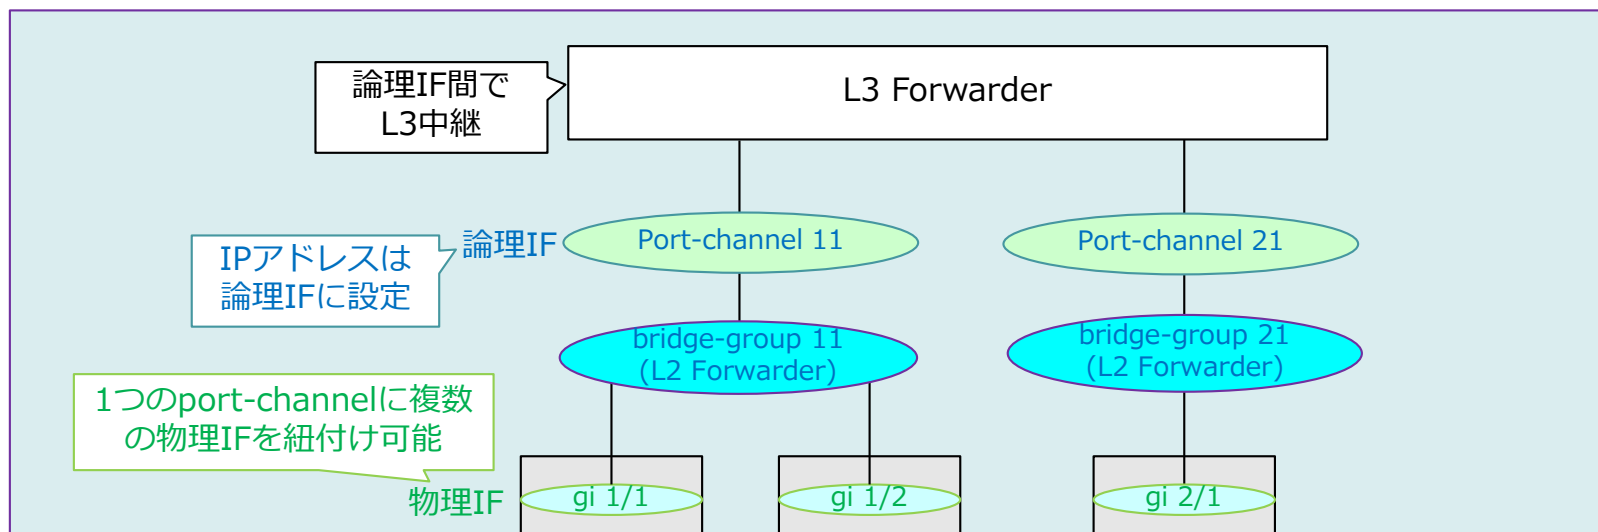 論理IF間で
L3中継
L3 Forwarder
IPアドレスは
論理IFに設定
論理IF
Port-channel 11
Port-channel 21
bridge-group 11
(L2 Forwarder)
bridge-group 21
(L2 Forwarder)
1つのport-channelに複数
の物理IFを紐付け可能
物理IF
gi 1/1
gi 1/2
gi 2/1